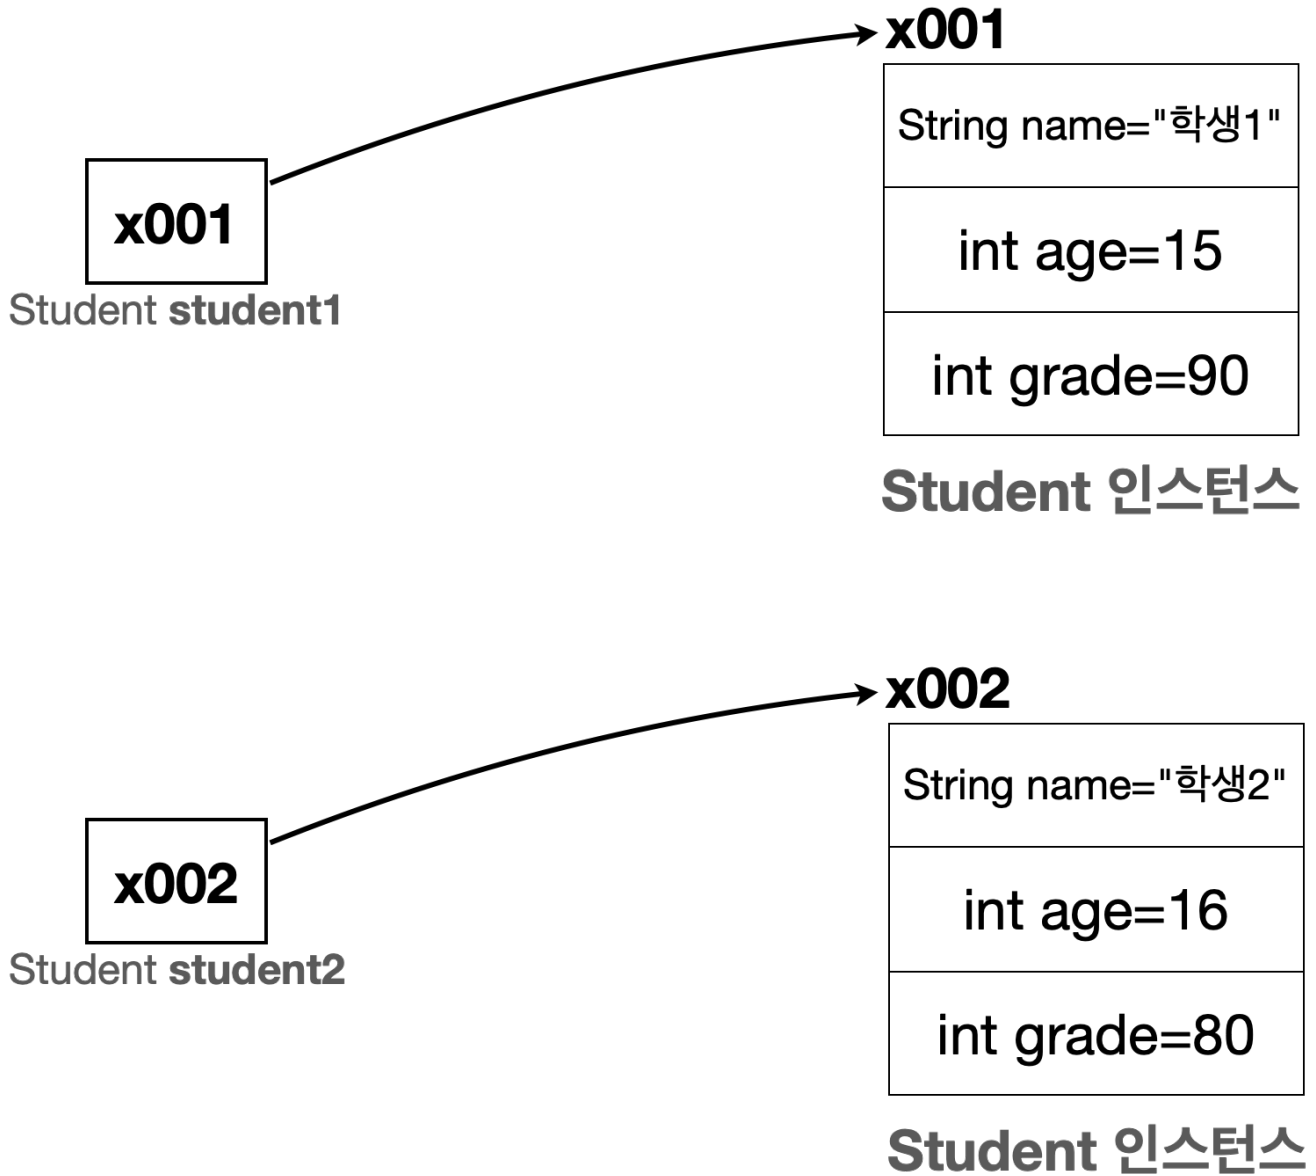 x001
String name="학생1"
x001
int age=15
Student student1
int grade=90
Student 인스턴스
x002
String name="학생2"
x002
int age=16
Student student2
int grade=80
Student 인스턴스